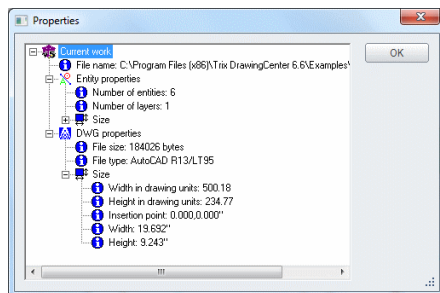 Properties
OK
Current work
File name: C:\Program Files (x86)\Trix DrawingCenter 6.6\Examples\
Entity properties
Number of entities: 6
Number of layers: 1
Size
DWG properties
File size: 184026 bytes
File type: AutoCAD R13/LT95
Size
Width in drawing units: 500.18
Height in drawing units: 234.77
Insertion point: 0.000,0.000"
Width: 19.692"
Height: 9.243"